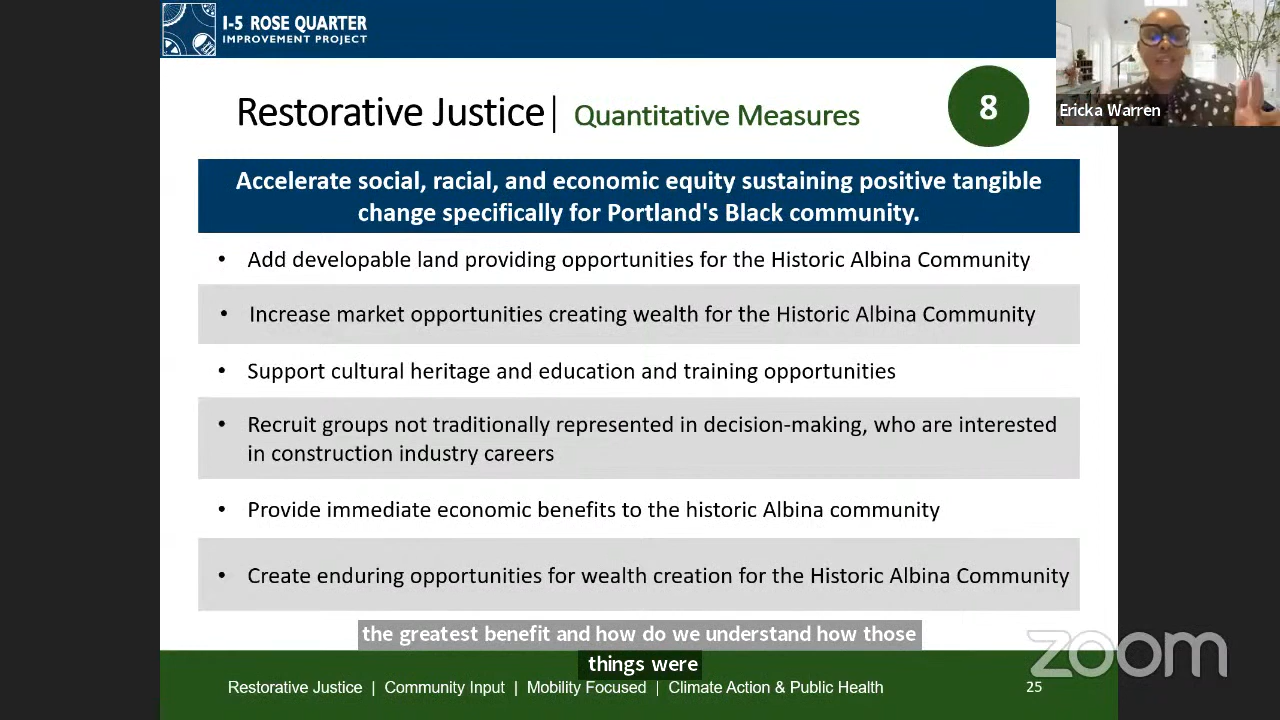 I-5 ROSE QUARTER
IMPROVEMENT PROJECT
Restorative Justice| Quantitative Measures
8
Ericka Warren
Accelerate social, racial, and economic equity sustaining positive tangible
change specifically for Portland's Black community.
• Add developable land providing opportunities for the Historic Albina Community
• Increase market opportunities creating wealth for the Historic Albina Community
• Support cultural heritage and education and training opportunities
• Recruit groups not traditionally represented in decision-making, who are interested
in construction industry careers
• Provide immediate economic benefits to the historic Albina community
• Create enduring opportunities for wealth creation for the Historic Albina Community
the greatest benefit and how do we understand how those
things were
zoom
Restorative Justice | Community Input | Mobility Focused | Climate Action & Public Health
25